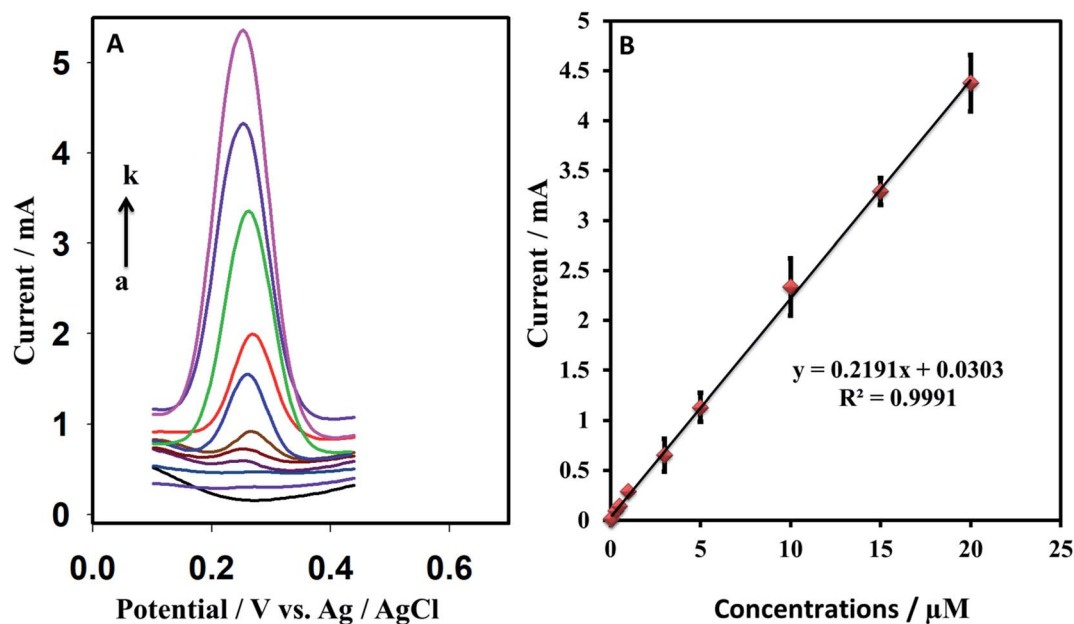 A
5
4
3
2
1
0
k
a
Current / mA
0.0 0.2 0.4 0.6
Potential / V vs. Ag / AgCl
B
5
4.5
4
3.5
3
2.5
2
1.5
1
0.5
0
Current / mA
y = 0.2191x + 0.0303
R² = 0.9991
0 5 10 15 20 25
Concentrations / μM